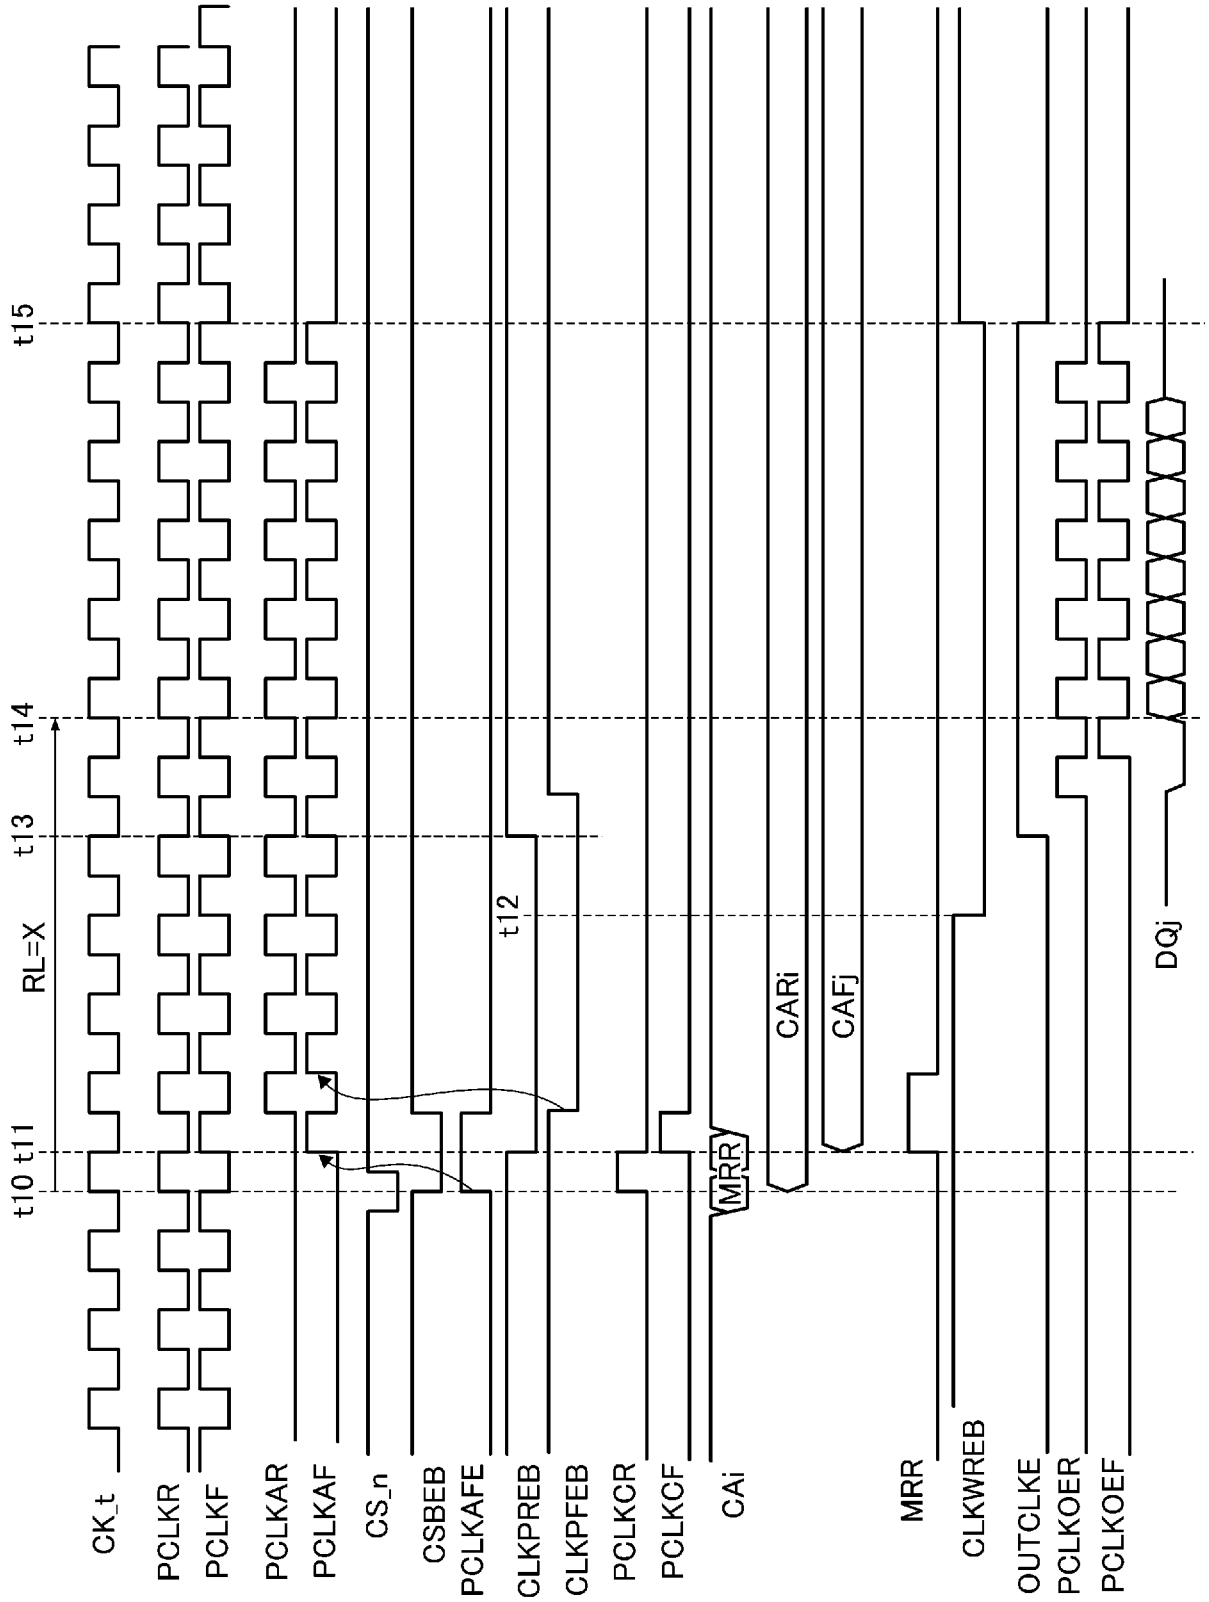 RL=X
t10
t11
t12
t13
t14
t15
CK_t
PCLKR
PCLKF
PCLKAR
PCLKAF
CS_n
CSBEB
PCLKAFE
CLKPREB
CLKPFEB
PCLKCR
PCLKCF
CAi
MRR
CARi
CAFj
MRR
CLKWREB
OUTCLKE
PCLKOER
PCLKOEF
DQj